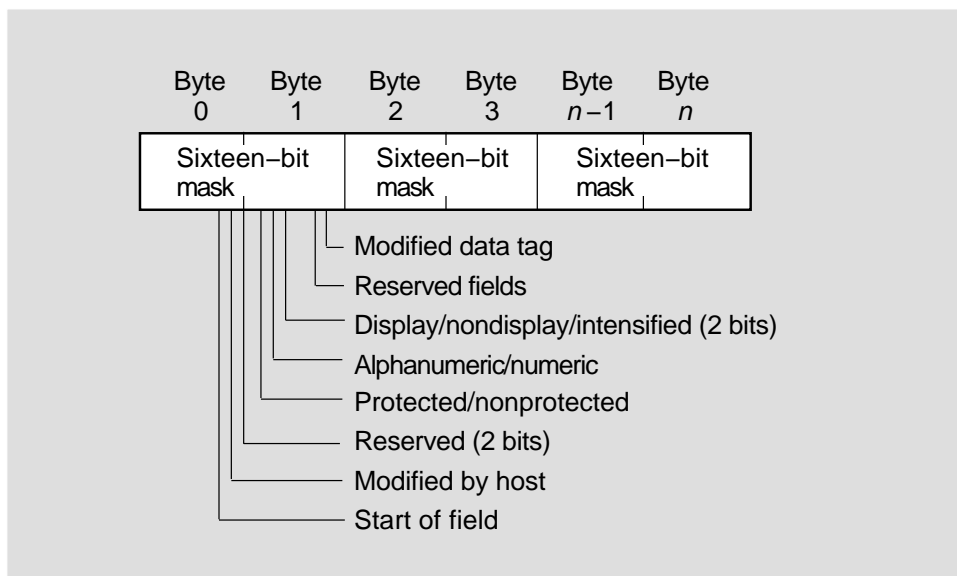 Byte Byte Byte Byte Byte Byte
0 1 2 3 n–1 n
Sixteen–bit Sixteen–bit Sixteen–bit
mask mask mask
Modified data tag
Reserved fields
Display/nondisplay/intensified (2 bits)
Alphanumeric/numeric
Protected/nonprotected
Reserved (2 bits)
Modified by host
Start of field